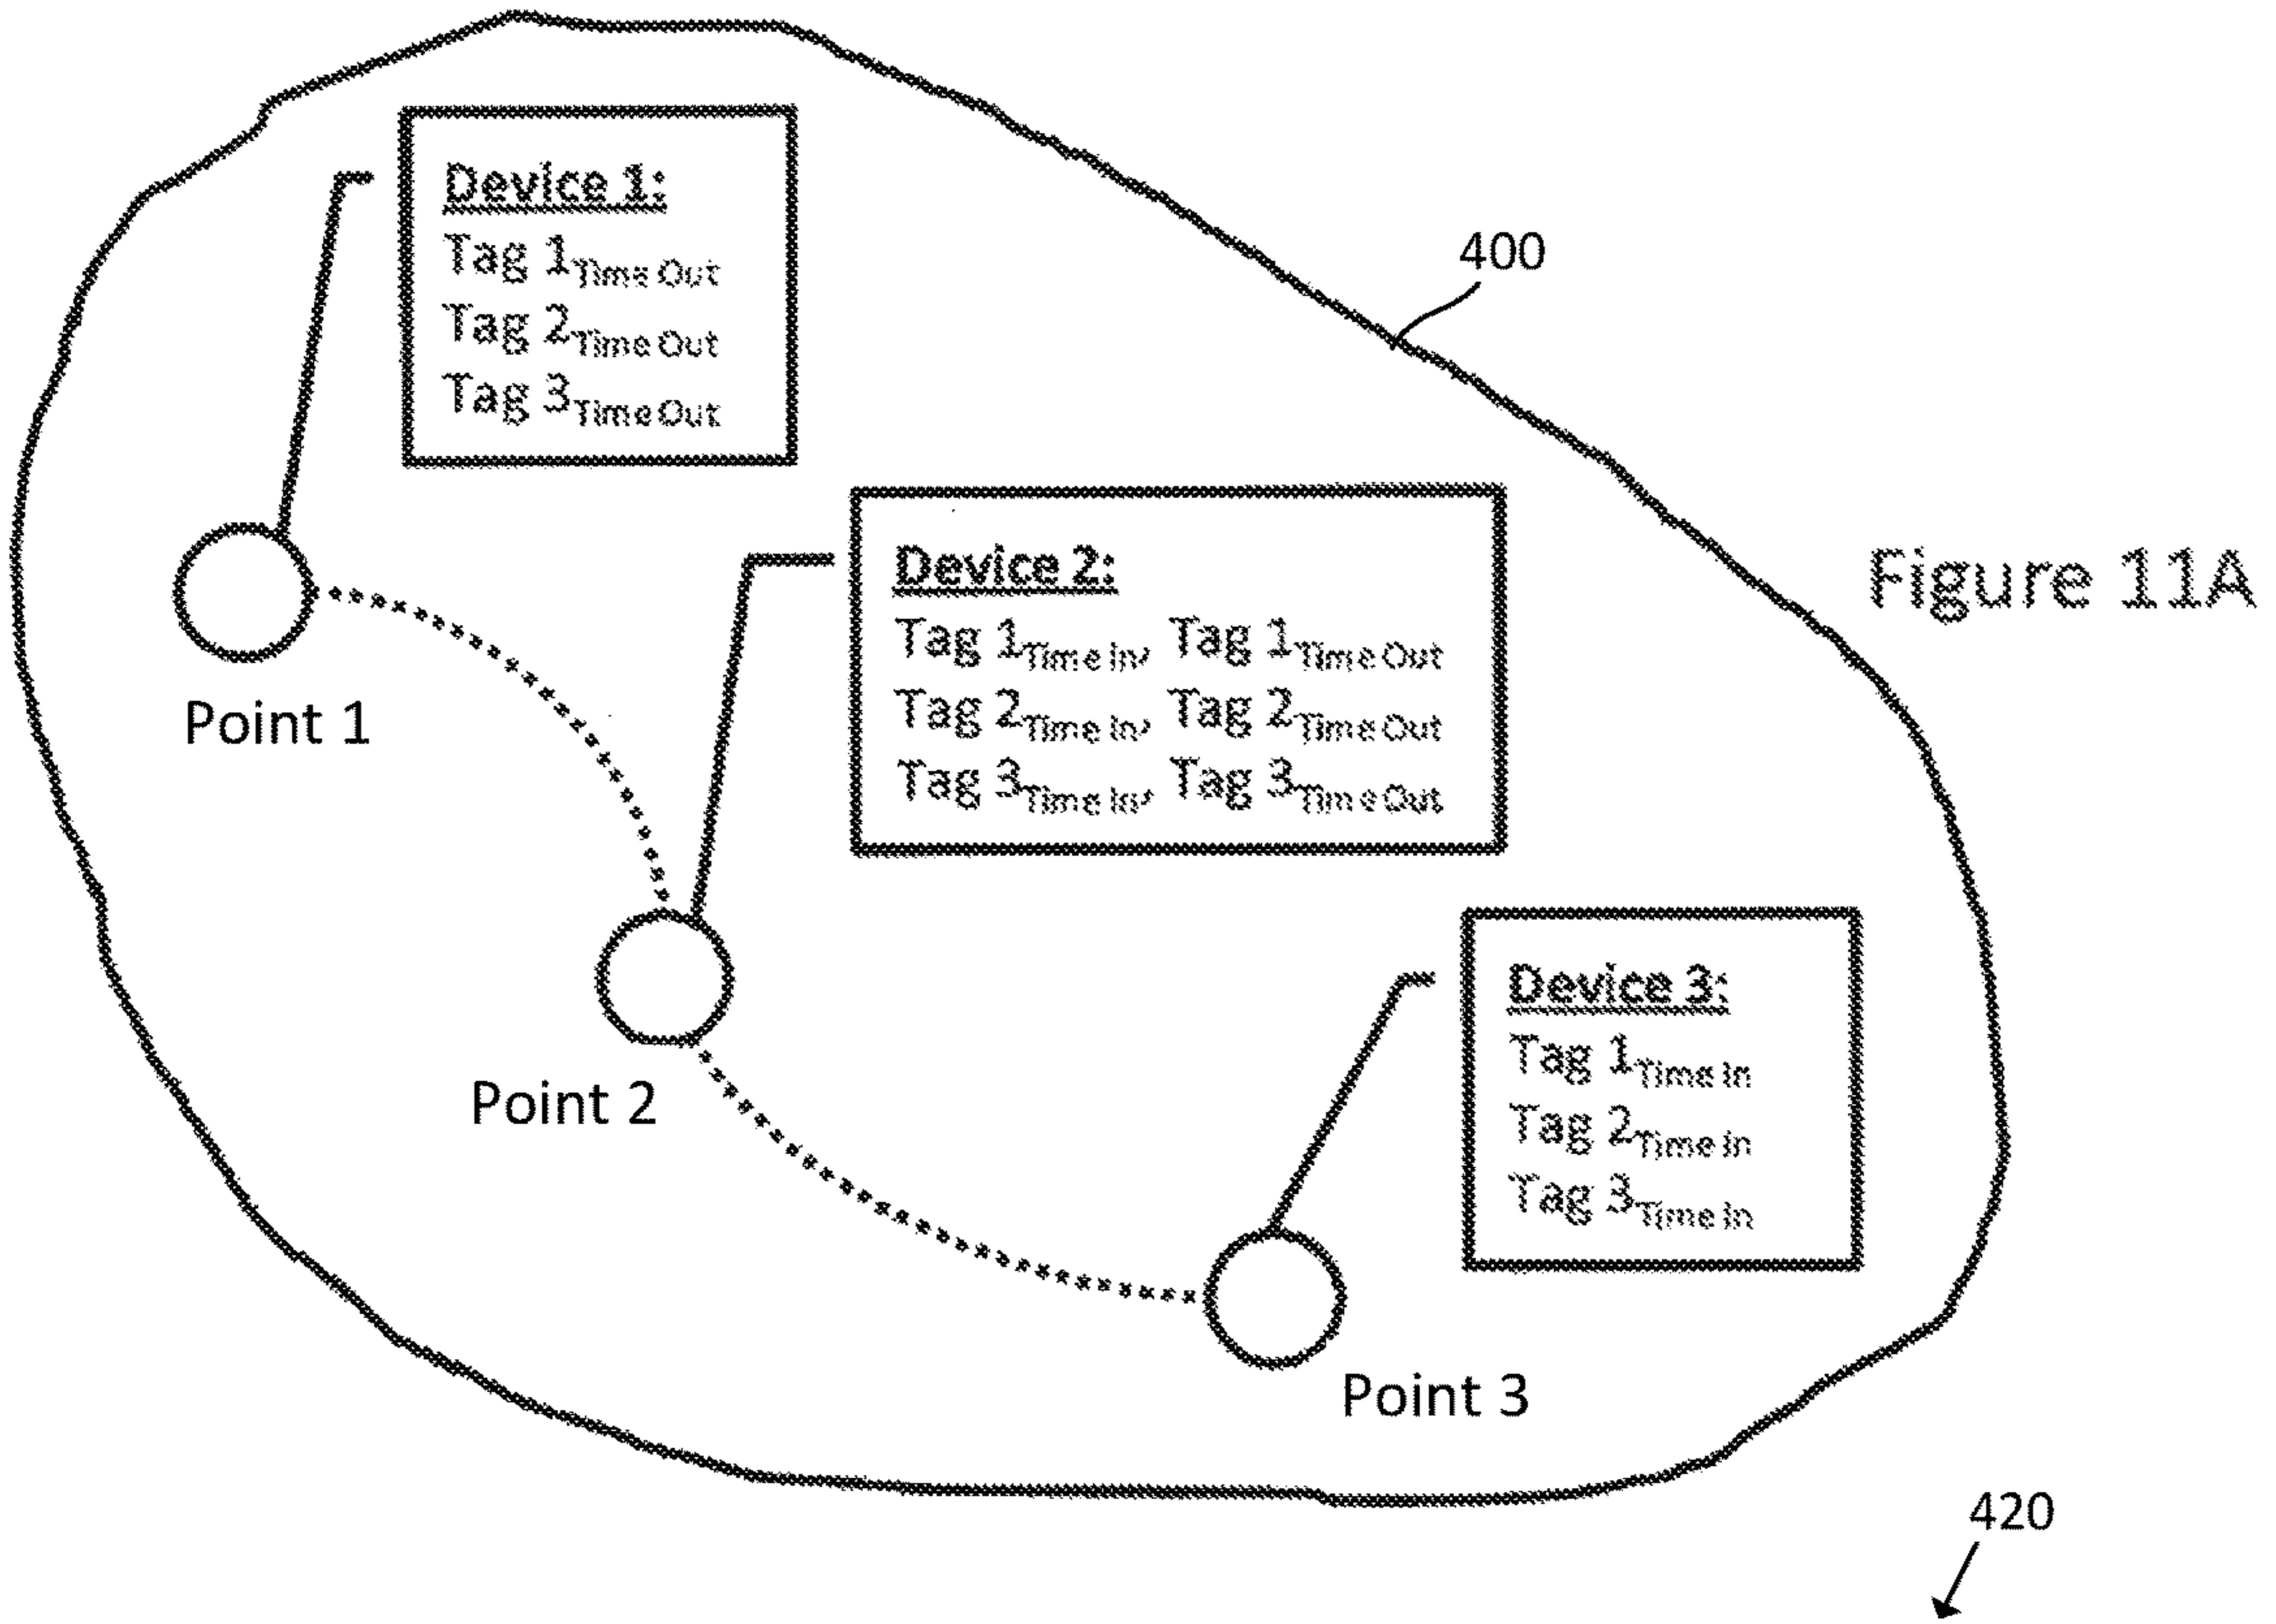 Device 1:
Tag 1Time Out
Tag 2Time Out
Tag 3Time Out
400
Device 2:
Tag 1Time In, Tag 1Time Out
Tag 2Time In, Tag 2Time Out
Tag 3Time In, Tag 3Time Out
Figure 11A
Point 1
Point 2
Device 3:
Tag 1Time In
Tag 2Time In
Tag 3Time In
Point 3
420